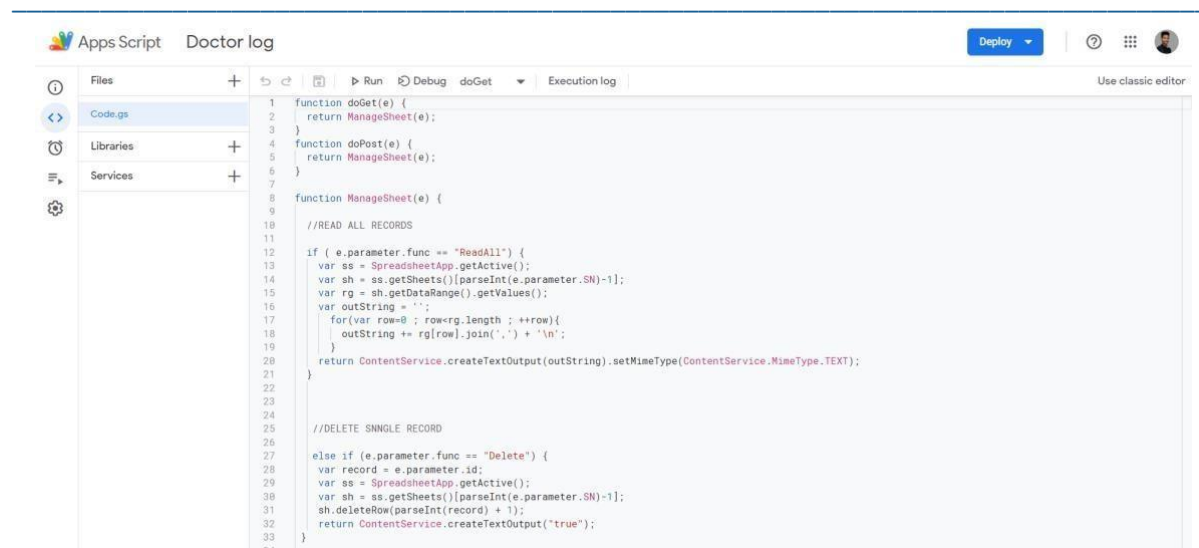 Apps Script Doctor log Deploy
Files Run Debug doGet Execution log Use classic editor
Code.gs
Libraries
Services
1 function doGet(e) {
2 return ManageSheet(e);
3 }
4 function doPost(e) {
5 return ManageSheet(e);
6 }
7
8 function ManageSheet(e) {
9
10 //READ ALL RECORDS
11
12 if ( e.parameter.func == "ReadAll") {
13 var ss = SpreadsheetApp.getActive();
14 var sh = ss.getSheets()[parseInt(e.parameter.SN)-1];
15 var rg = sh.getDataRange().getValues();
16 var outString = '';
17 for(var row=0 ; row<rg.length ; ++row){
18 outString += rg[row].join(',') + '\n';
19 }
20 return ContentService.createTextOutput(outString).setMimeType(ContentService.MimeType.TEXT);
21 }
22
23
24
25 //DELETE SNNGLE RECORD
26
27 else if (e.parameter.func == "Delete") {
28 var record = e.parameter.id;
29 var ss = SpreadsheetApp.getActive();
30 var sh = ss.getSheets()[parseInt(e.parameter.SN)-1];
31 sh.deleteRow(parseInt(record) + 1);
32 return ContentService.createTextOutput("true");
33 }